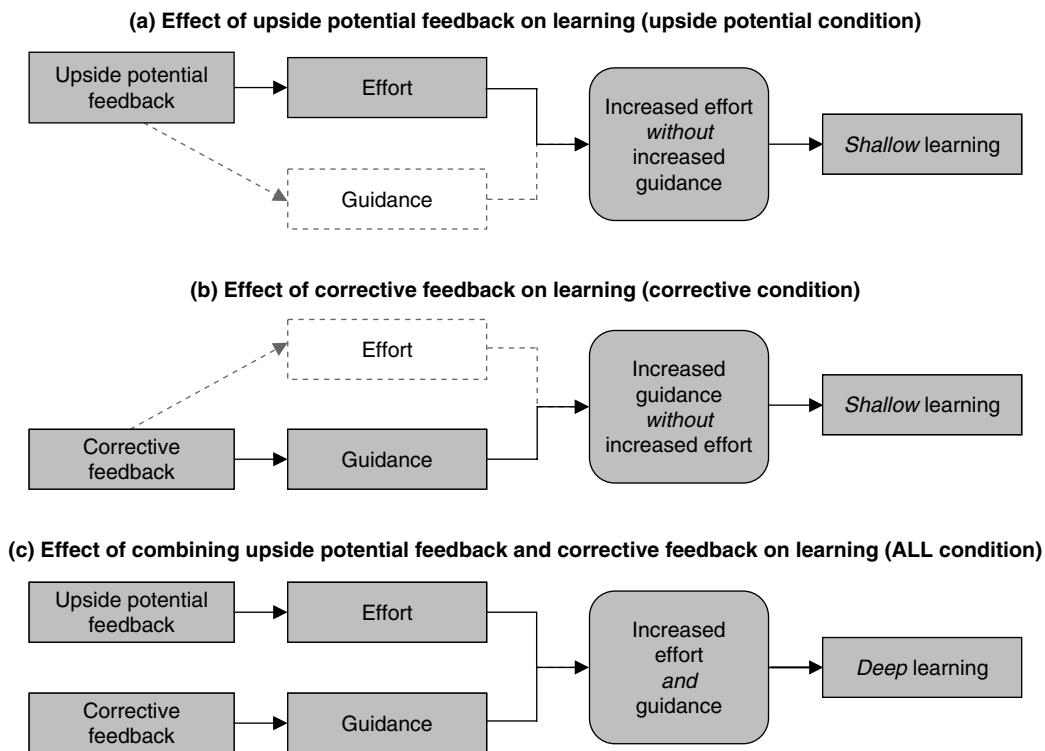 (a) Effect of upside potential feedback on learning (upside potential condition)
Upside potential
feedback
Effort
Guidance
Increased effort
without
increased
guidance
Shallow learning
(b) Effect of corrective feedback on learning (corrective condition)
Effort
Corrective
feedback
Guidance
Increased
guidance
without
increased effort
Shallow learning
(c) Effect of combining upside potential feedback and corrective feedback on learning (ALL condition)
Upside potential
feedback
Effort
Corrective
feedback
Guidance
Increased
effort
and
guidance
Deep learning